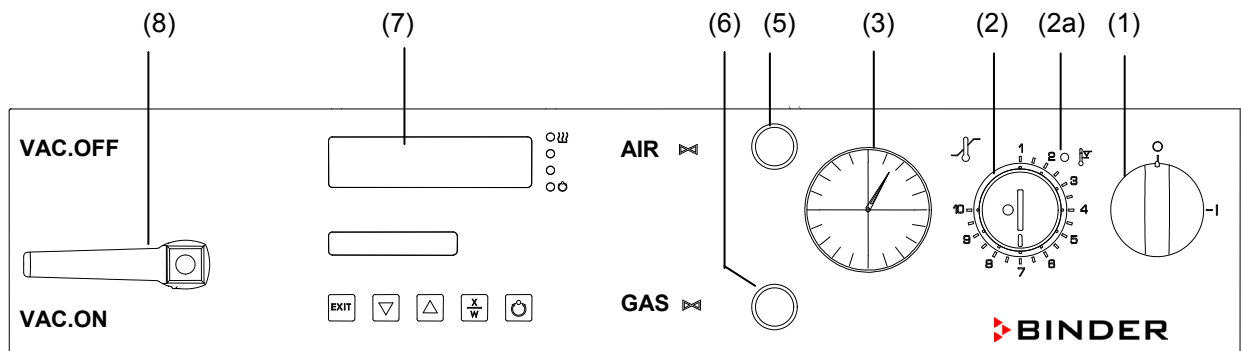 (8) (7) (6) (5) (3) (2) (2a) (1)
VAC.OFF
AIR
1
2
3
10
4
-I
9
5
8
6
7
EXIT
X
W
GAS
VAC.ON
BINDER